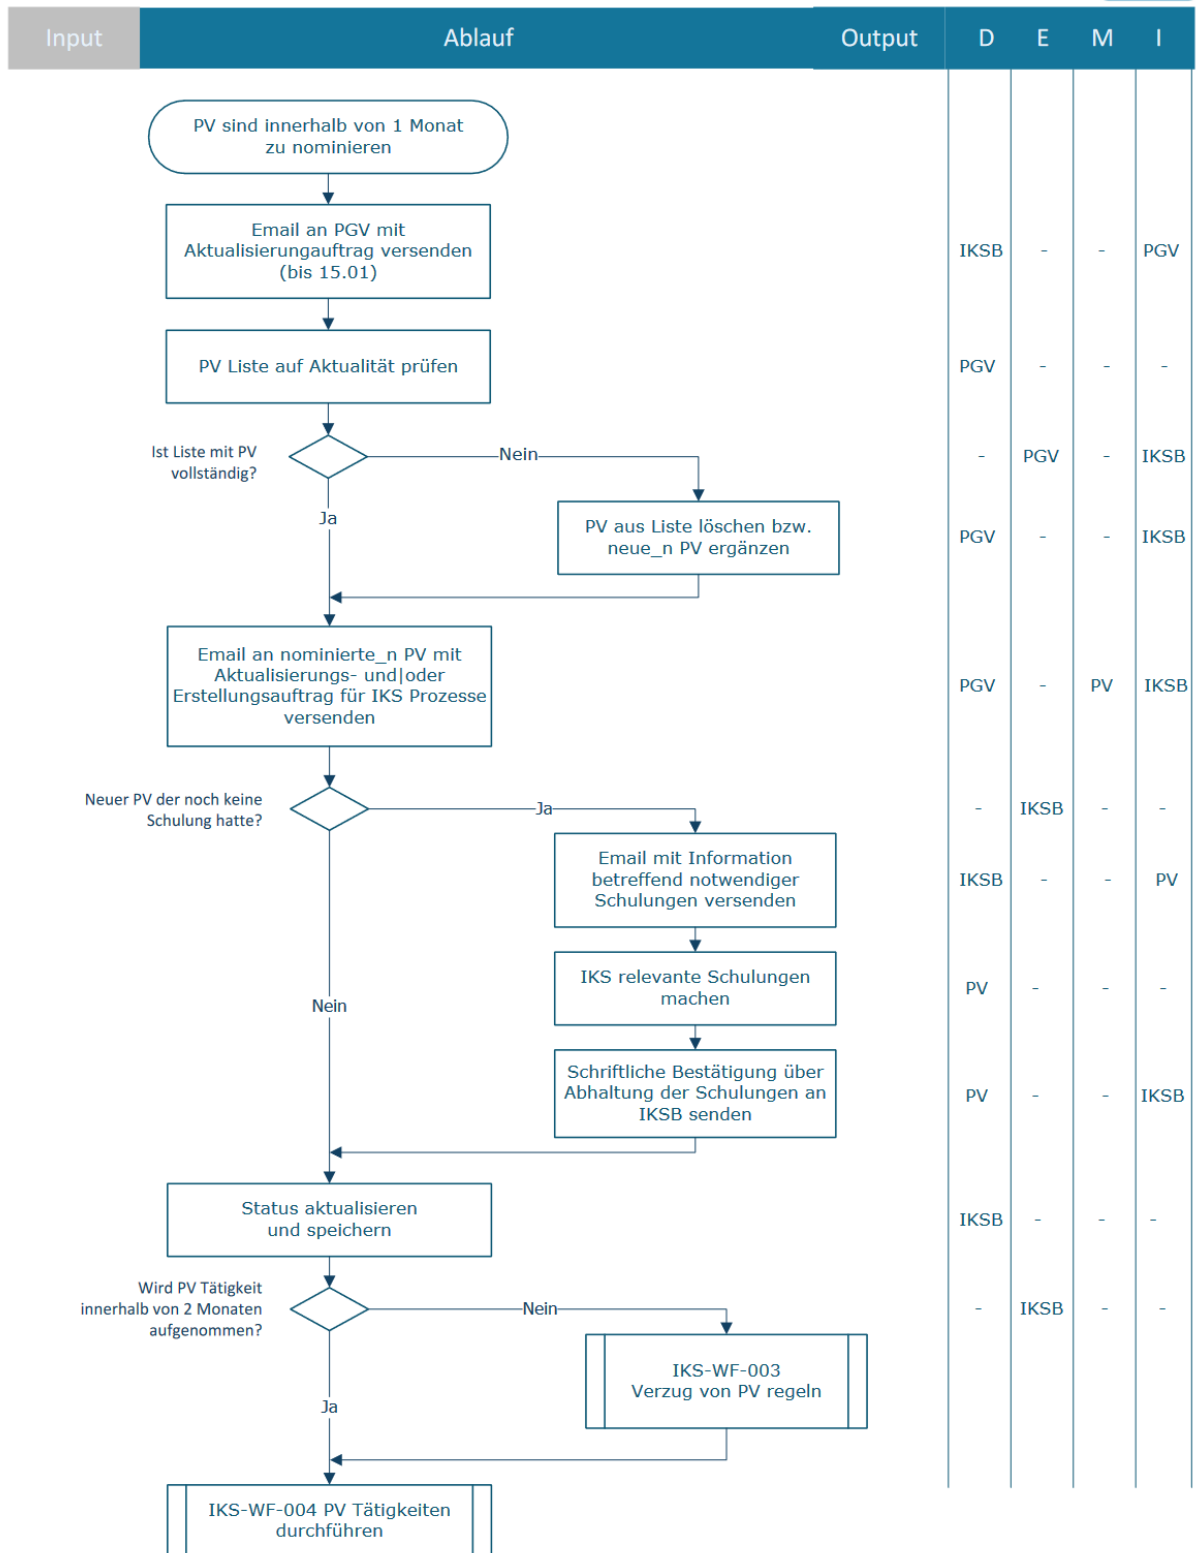 Input
Ablauf
Output
D
E
M
I
PV sind innerhalb von 1 Monat
zu nominieren
Email an PGV mit
Aktualisierungauftrag versenden
(bis 15.01)
IKSB
-
-
PGV
PV Liste auf Aktualität prüfen
PGV
-
-
-
Ist Liste mit PV
vollständig?
Nein
-
PGV
-
IKSB
Ja
PV aus Liste löschen bzw.
neue_n PV ergänzen
PGV
-
-
IKSB
Email an nominierte_n PV mit
Aktualisierungs- und|oder
Erstellungsauftrag für IKS Prozesse
versenden
PGV
-
PV
IKSB
Neuer PV der noch keine
Schulung hatte?
Ja
-
IKSB
-
-
Email mit Information
betreffend notwendiger
Schulungen versenden
IKSB
-
-
PV
IKS relevante Schulungen
machen
PV
-
-
-
Nein
Schriftliche Bestätigung über
Abhaltung der Schulungen an
IKSB senden
PV
-
-
IKSB
Status aktualisieren
und speichern
IKSB
-
-
-
Wird PV Tätigkeit
innerhalb von 2 Monaten
aufgenommen?
Nein
-
IKSB
-
-
IKS-WF-003
Verzug von PV regeln
Ja
IKS-WF-004 PV Tätigkeiten
durchführen